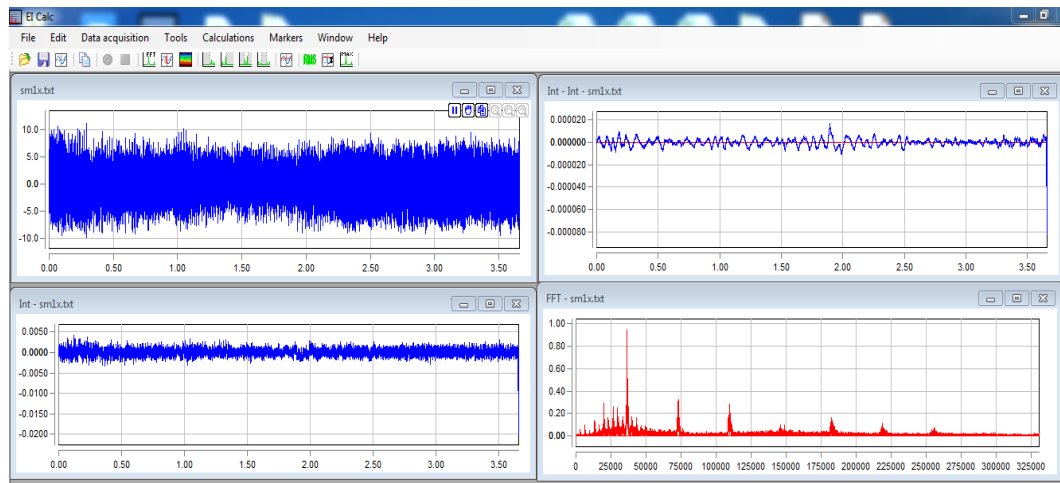 EI Calc
File Edit Data acquisition Tools Calculations Markers Window Help
FFT RMS MAX
sm1x.txt
10.0
5.0
0.0
-5.0
-10.0
0.00 0.50 1.00 1.50 2.00 2.50 3.00 3.50
Int - Int - sm1x.txt
0.000020
0.000000
-0.000020
-0.000040
-0.000060
-0.000080
0.00 0.50 1.00 1.50 2.00 2.50 3.00 3.50
Int - sm1x.txt
0.0050
0.0000
-0.0050
-0.0100
-0.0150
-0.0200
0.00 0.50 1.00 1.50 2.00 2.50 3.00 3.50
FFT - sm1x.txt
1.00
0.80
0.60
0.40
0.20
0.00
0 25000 50000 75000 100000 125000 150000 175000 200000 225000 250000 275000 300000 325000